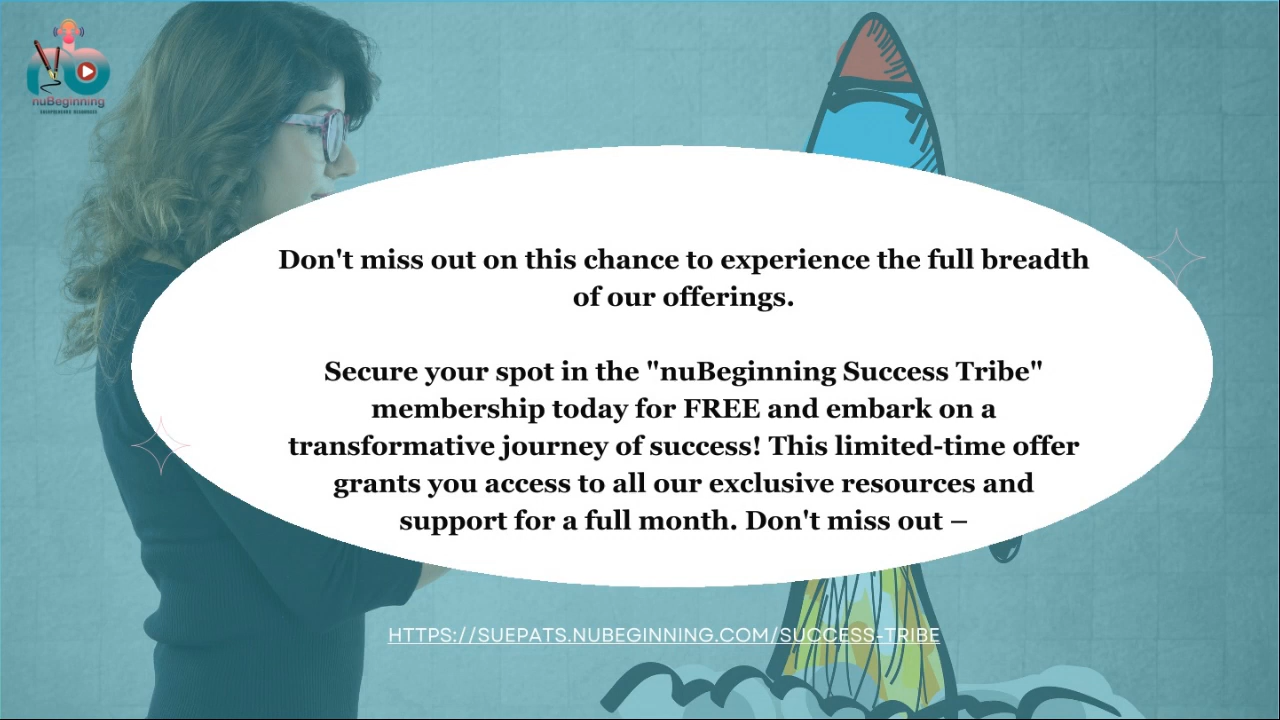 nuBeginning
Don't miss out on this chance to experience the full breadth
of our offerings.
Secure your spot in the "nuBeginning Success Tribe"
membership today for FREE and embark on a
transformative journey of success! This limited-time offer
grants you access to all our exclusive resources and
support for a full month. Don't miss out –
HTTPS://SUEPATS.NUBEGINNING.COM/SUCCESS-TRIBE